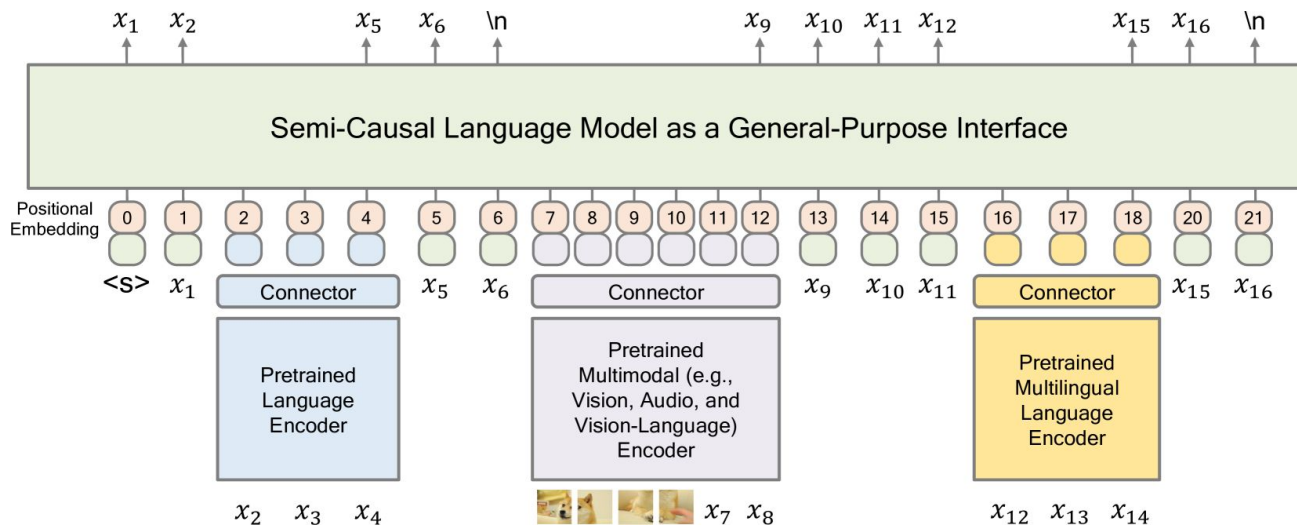 x₁ x₂ x₅ x₆ \n x₉ x₁₀ x₁₁ x₁₂ x₁₅ x₁₆ \n
Semi-Causal Language Model as a General-Purpose Interface
Positional
Embedding
0 1 2 3 4 5 6 7 8 9 10 11 12 13 14 15 16 17 18 20 21
<s> x₁ Connector x₅ x₆ Connector x₉ x₁₀ x₁₁ Connector x₁₅ x₁₆
Pretrained
Language
Encoder
Pretrained
Multimodal (e.g.,
Vision, Audio, and
Vision-Language)
Encoder
Pretrained
Multilingual
Language
Encoder
x₂ x₃ x₄ x₇ x₈ x₁₂ x₁₃ x₁₄